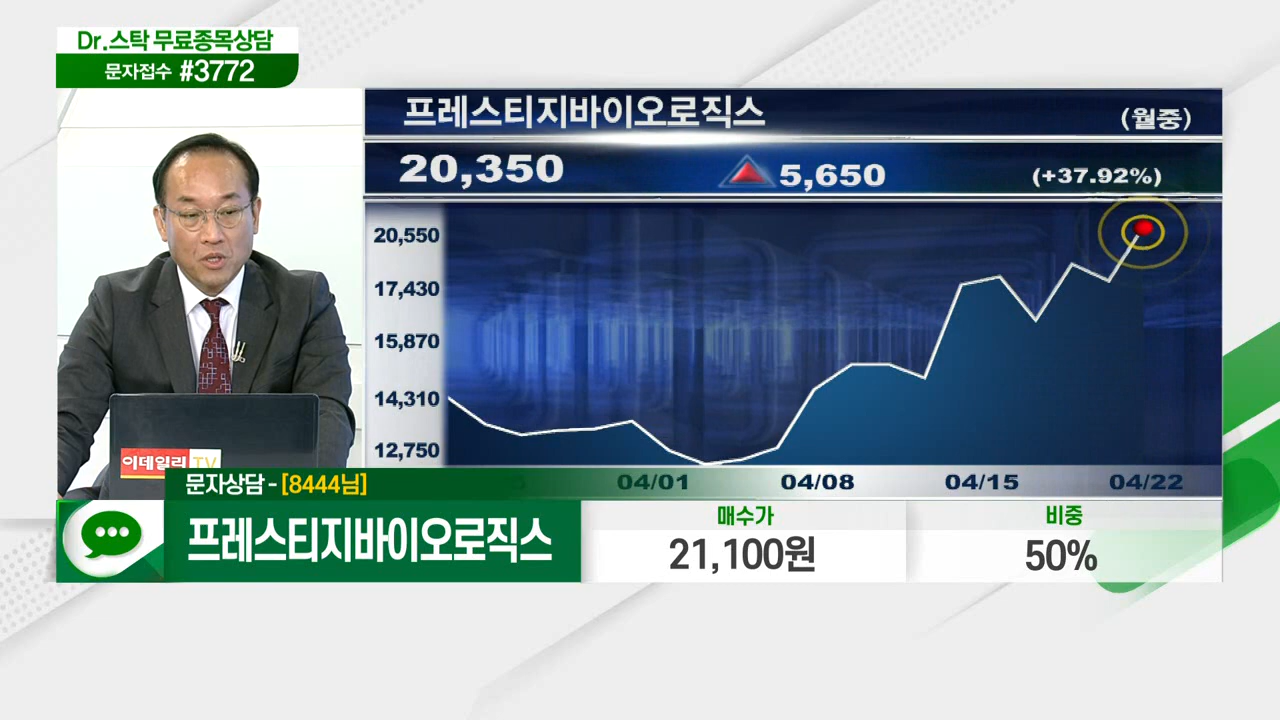 Dr.스탁 무료종목상담
문자접수 #3772
프레스티지바이오로직스
(월중)
20,350
5,650
(+37.92%)
20,550
17,430
15,870
14,310
12,750
04/01
04/08
04/15
04/22
이데일리TV
문자상담 - [8444님]
프레스티지바이오로직스
매수가
비중
21,100원
50%